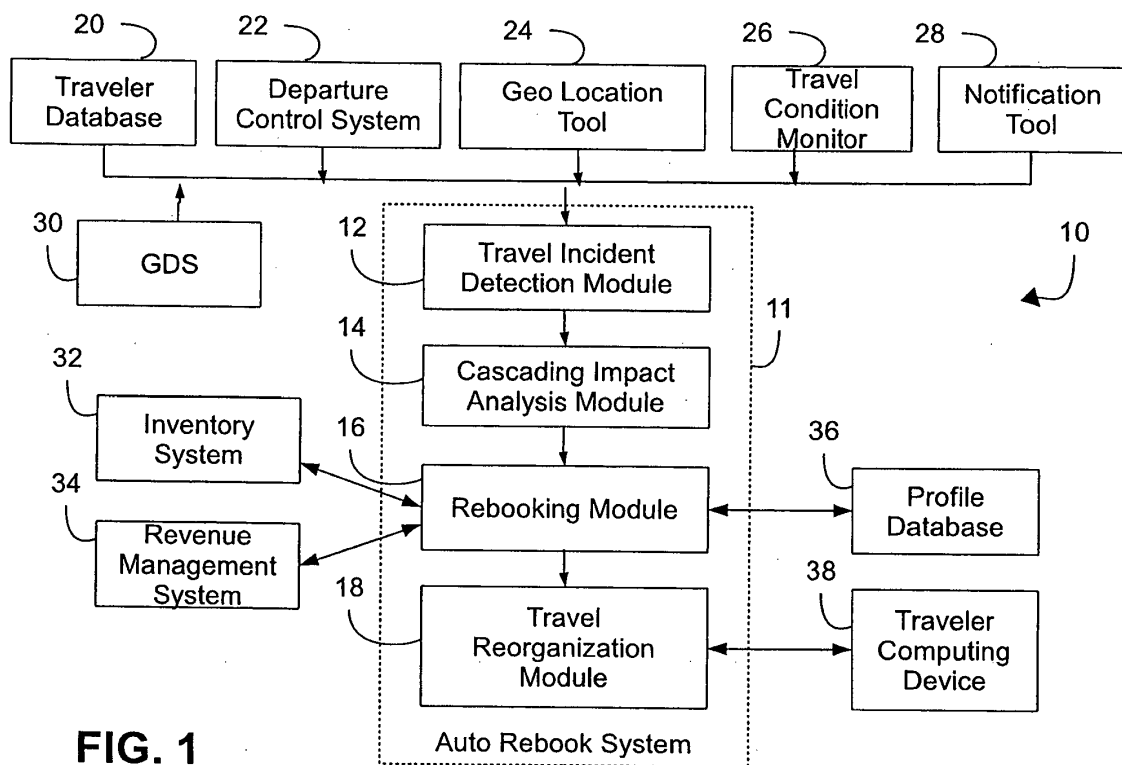 20
22
24
26
28
Traveler
Database
Departure
Control System
Geo Location
Tool
Travel
Condition
Monitor
Notification
Tool
30
GDS
12
Travel Incident
Detection Module
10
11
14
Cascading Impact
Analysis Module
32
Inventory
System
16
Rebooking Module
36
Profile
Database
34
Revenue
Management
System
18
Travel
Reorganization
Module
38
Traveler
Computing
Device
Auto Rebook System
FIG. 1